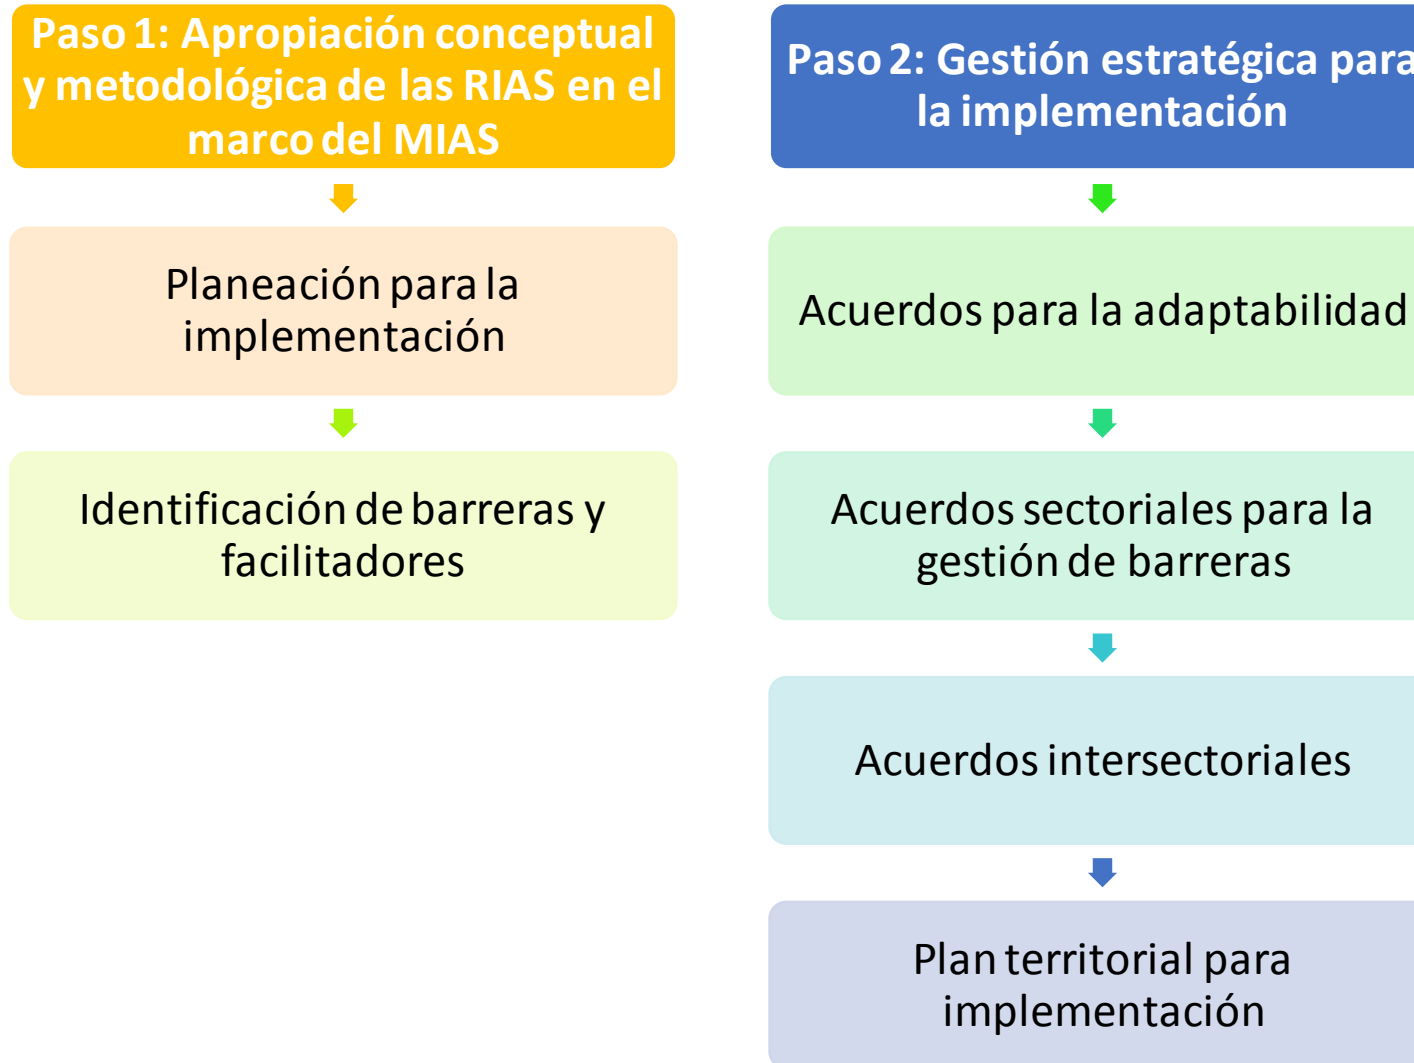 Paso 1: Apropiación conceptual
y metodológica de las RIAS en el
marco del MIAS
Planeación para la
implementación
Identificación de barreras y
facilitadores
Paso 2: Gestión estratégica para
la implementación
Acuerdos para la adaptabilidad
Acuerdos sectoriales para la
gestión de barreras
Acuerdos intersectoriales
Plan territorial para
implementación